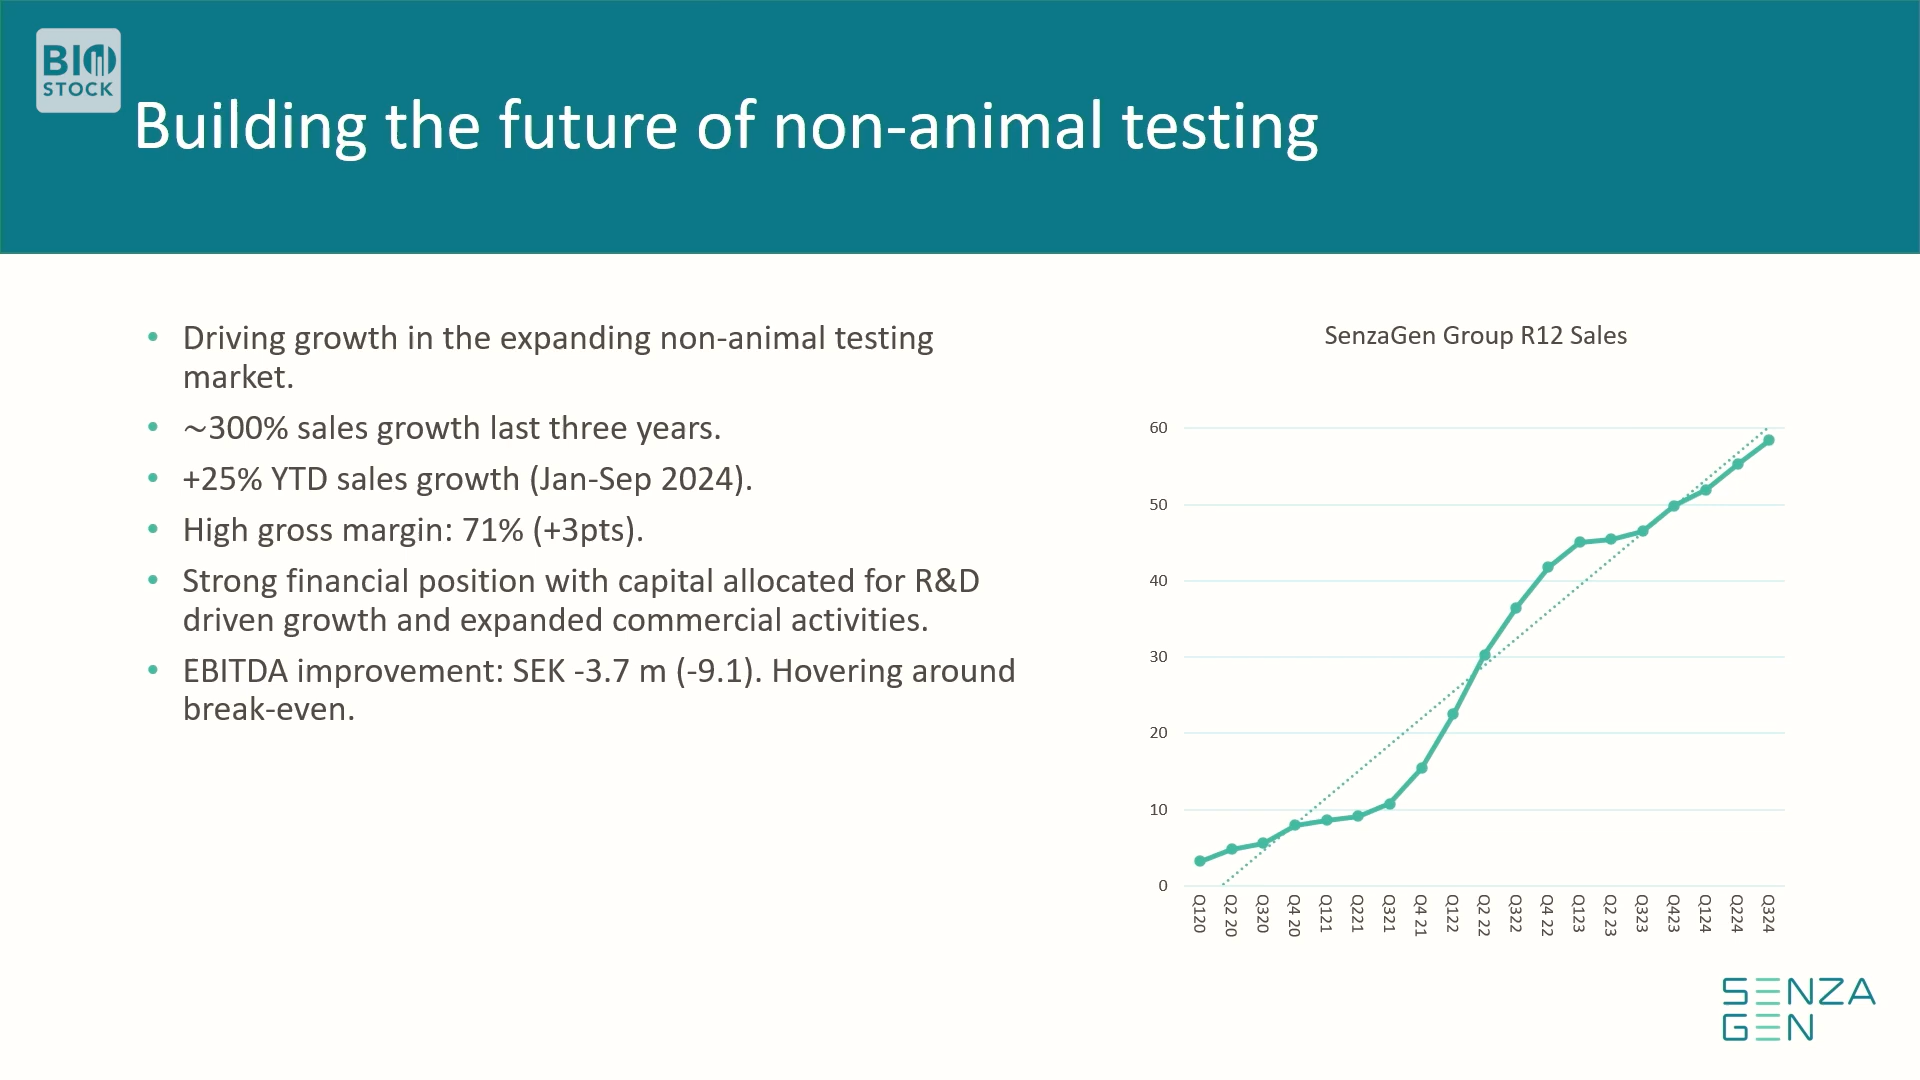 BIO
STOCK
Building the future of non-animal testing
• Driving growth in the expanding non-animal testing
market.
• ~300% sales growth last three years.
• +25% YTD sales growth (Jan-Sep 2024).
• High gross margin: 71% (+3pts).
• Strong financial position with capital allocated for R&D
driven growth and expanded commercial activities.
• EBITDA improvement: SEK -3.7 m (-9.1). Hovering around
break-even.
SenzaGen Group R12 Sales
60
50
40
30
20
10
0
Q120
Q2 20
Q320
Q4 20
Q121
Q221
Q321
Q4 21
Q122
Q2 22
Q322
Q4 22
Q123
Q2 23
Q323
Q423
Q124
Q224
Q324
SENZA
GEN